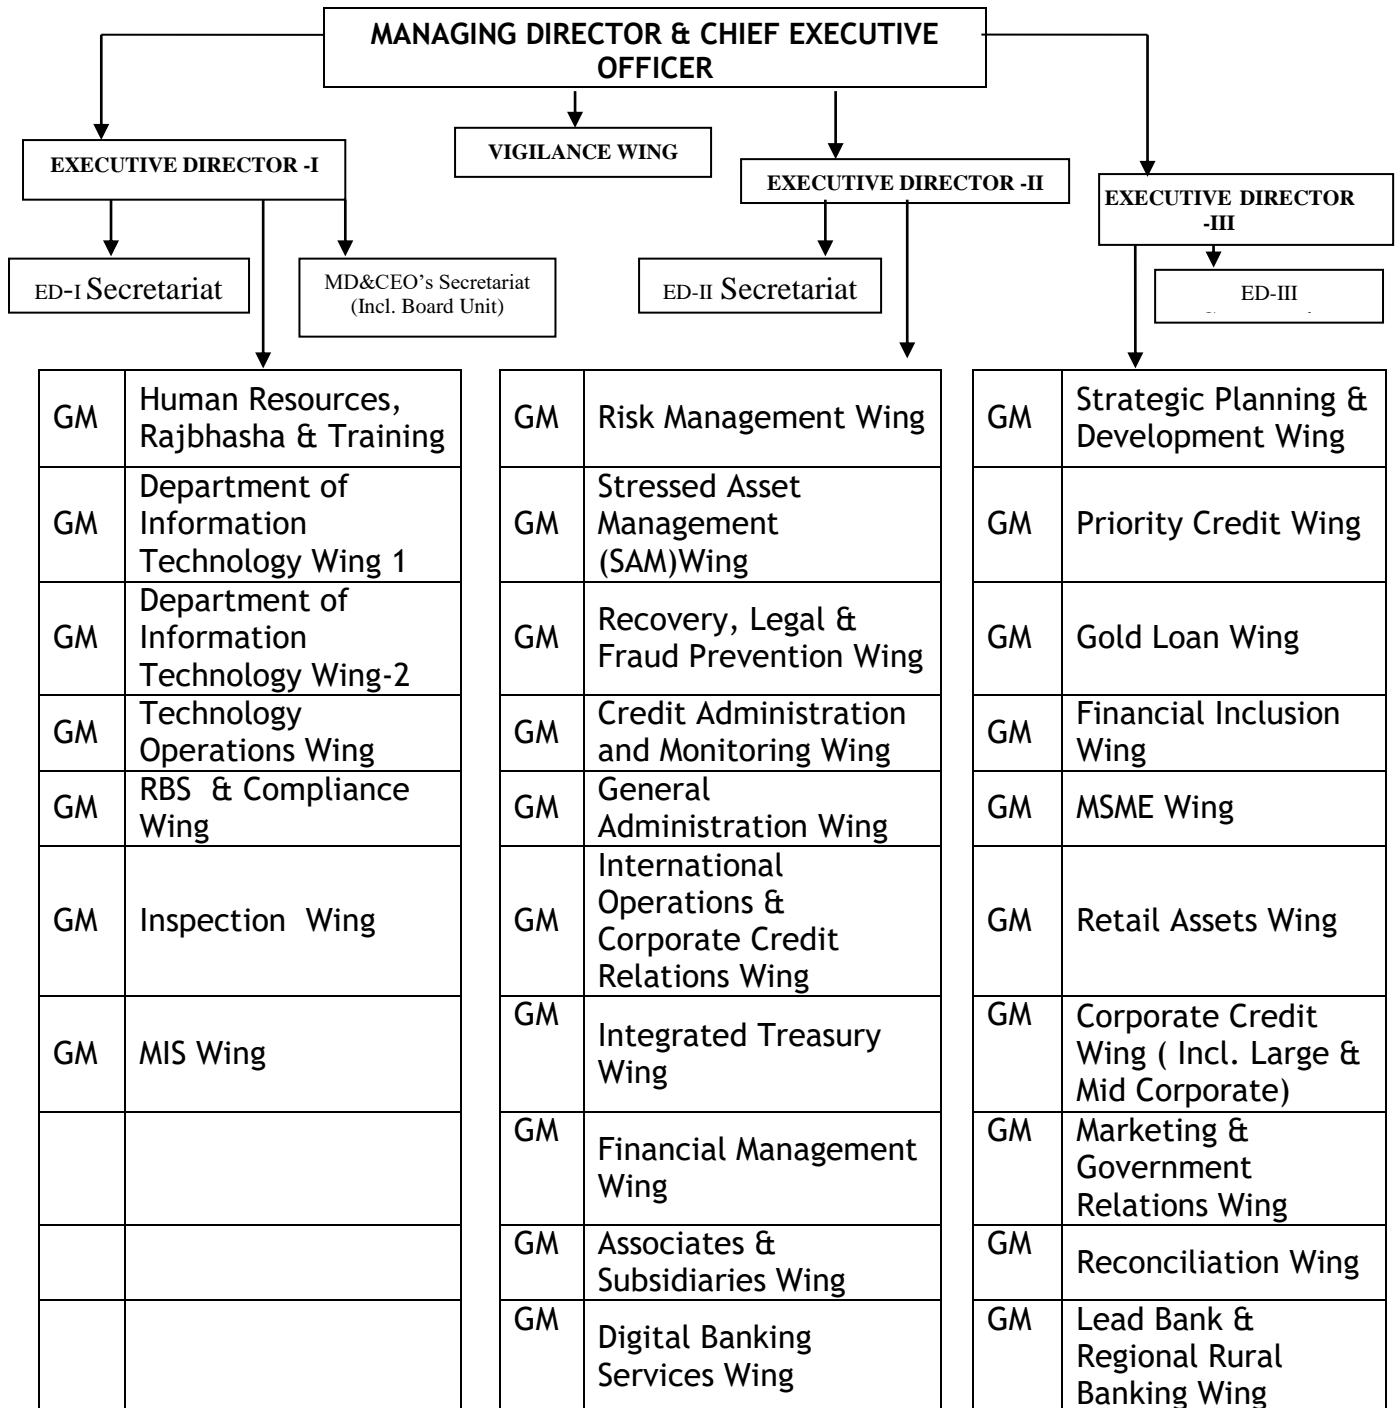 MANAGING DIRECTOR & CHIEF EXECUTIVE
OFFICER
EXECUTIVE DIRECTOR -I
VIGILANCE WING
EXECUTIVE DIRECTOR -II
EXECUTIVE DIRECTOR
-III
ED-I Secretariat
MD&CEO’s Secretariat
(Incl. Board Unit)
ED-II Secretariat
ED-III
GM
Human Resources,
Rajbhasha & Training
GM
Department of
Information
Technology Wing 1
GM
Department of
Information
Technology Wing-2
GM
Technology
Operations Wing
GM
RBS & Compliance
Wing
GM
Inspection Wing
GM
MIS Wing
GM
Risk Management Wing
GM
Stressed Asset
Management
(SAM)Wing
GM
Recovery, Legal &
Fraud Prevention Wing
GM
Credit Administration
and Monitoring Wing
GM
General
Administration Wing
GM
International
Operations &
Corporate Credit
Relations Wing
GM
Integrated Treasury
Wing
GM
Financial Management
Wing
GM
Associates &
Subsidiaries Wing
GM
Digital Banking
Services Wing
GM
Strategic Planning &
Development Wing
GM
Priority Credit Wing
GM
Gold Loan Wing
GM
Financial Inclusion
Wing
GM
MSME Wing
GM
Retail Assets Wing
GM
Corporate Credit
Wing ( Incl. Large &
Mid Corporate)
GM
Marketing &
Government
Relations Wing
GM
Reconciliation Wing
GM
Lead Bank &
Regional Rural
Banking Wing